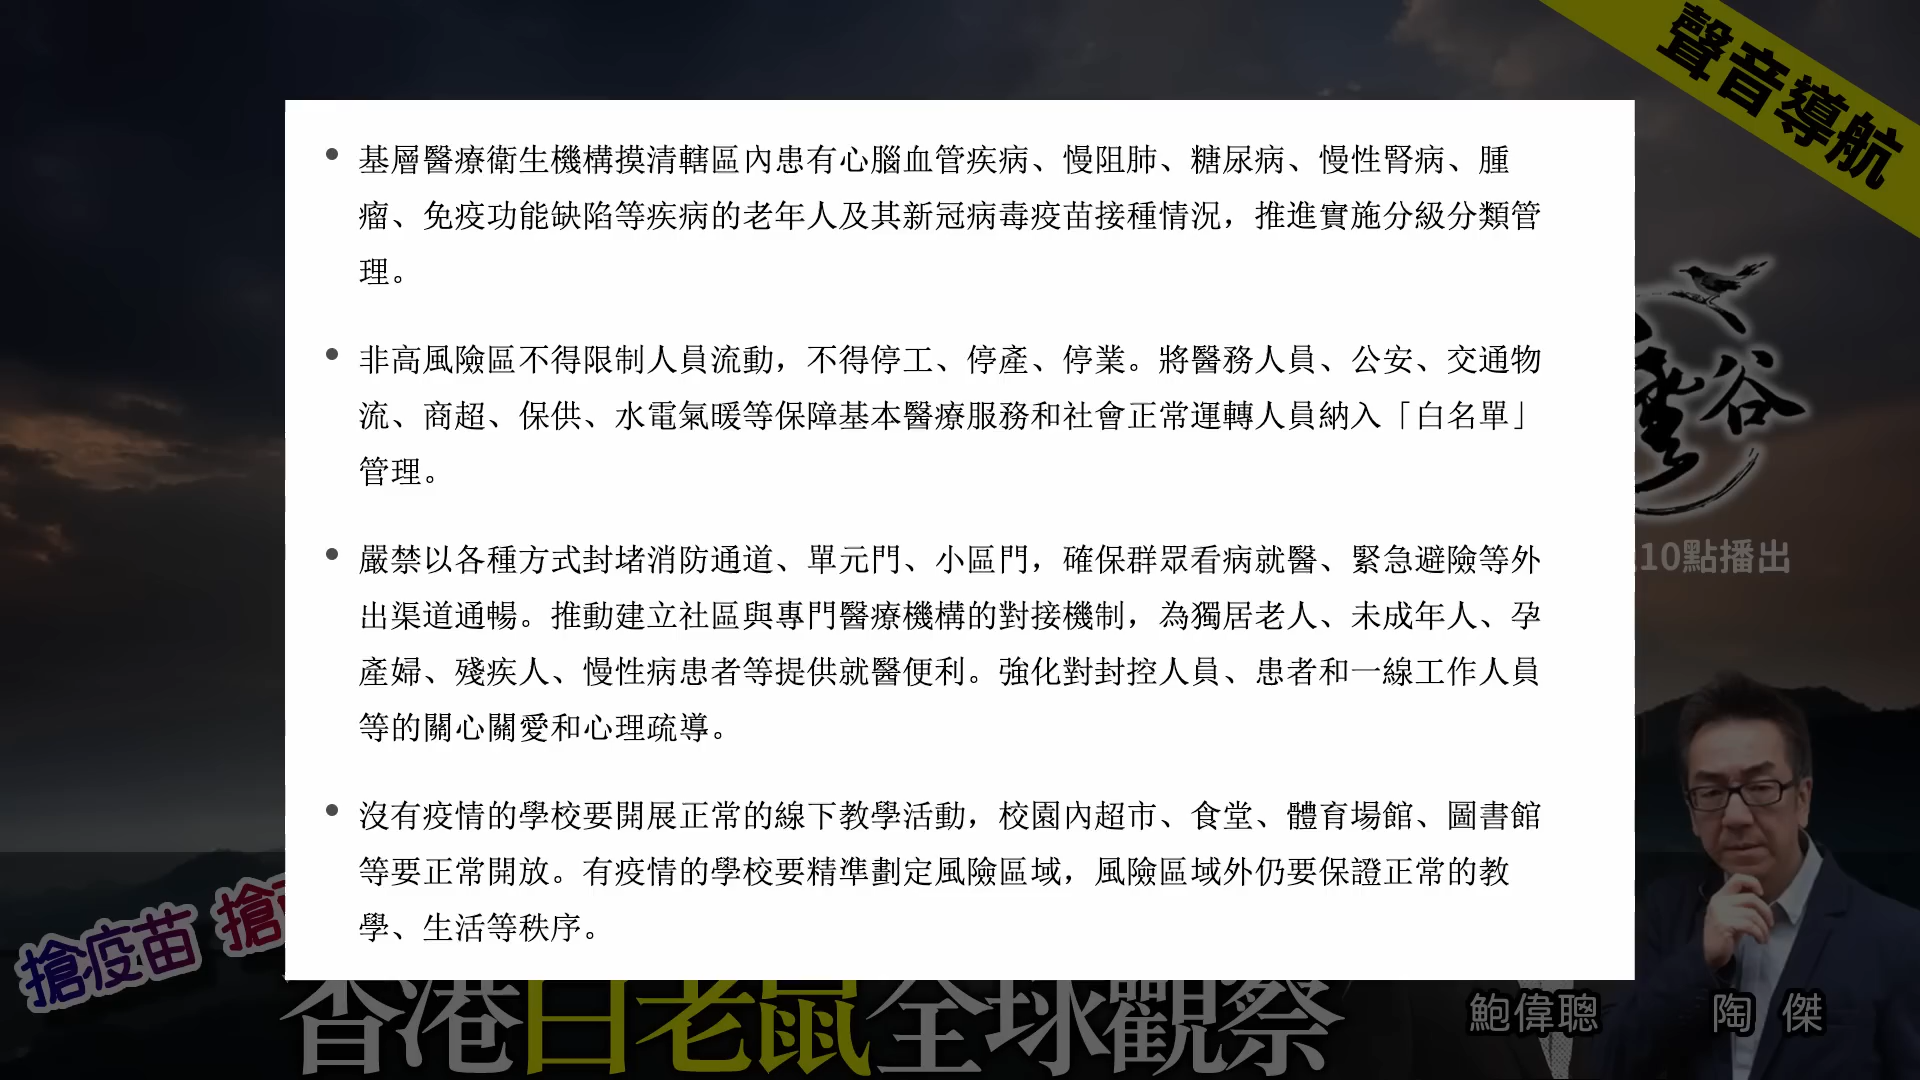 聲音導航
• 基層醫療衛生機構摸清轄區內患有心腦血管疾病、慢阻肺、糖尿病、慢性腎病、腫
瘤、免疫功能缺陷等疾病的老年人及其新冠病毒疫苗接種情況，推進實施分級分類管
理。
• 非高風險區不得限制人員流動，不得停工、停產、停業。將醫務人員、公安、交通物
流、商超、保供、水電氣暖等保障基本醫療服務和社會正常運轉人員納入「白名單」
管理。
• 嚴禁以各種方式封堵消防通道、單元門、小區門，確保群眾看病就醫、緊急避險等外
出渠道通暢。推動建立社區與專門醫療機構的對接機制，為獨居老人、未成年人、孕
產婦、殘疾人、慢性病患者等提供就醫便利。強化對封控人員、患者和一線工作人員
等的關心關愛和心理疏導。
• 沒有疫情的學校要開展正常的線下教學活動，校園內超市、食堂、體育場館、圖書館
等要正常開放。有疫情的學校要精準劃定風險區域，風險區域外仍要保證正常的教
學、生活等秩序。
谷
10點播出
搶疫苗 搶
香港白老鼠全球觀察
鮑偉聰 陶傑